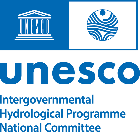 unesco
Intergovernmental
Hydrological Programme
National Committee